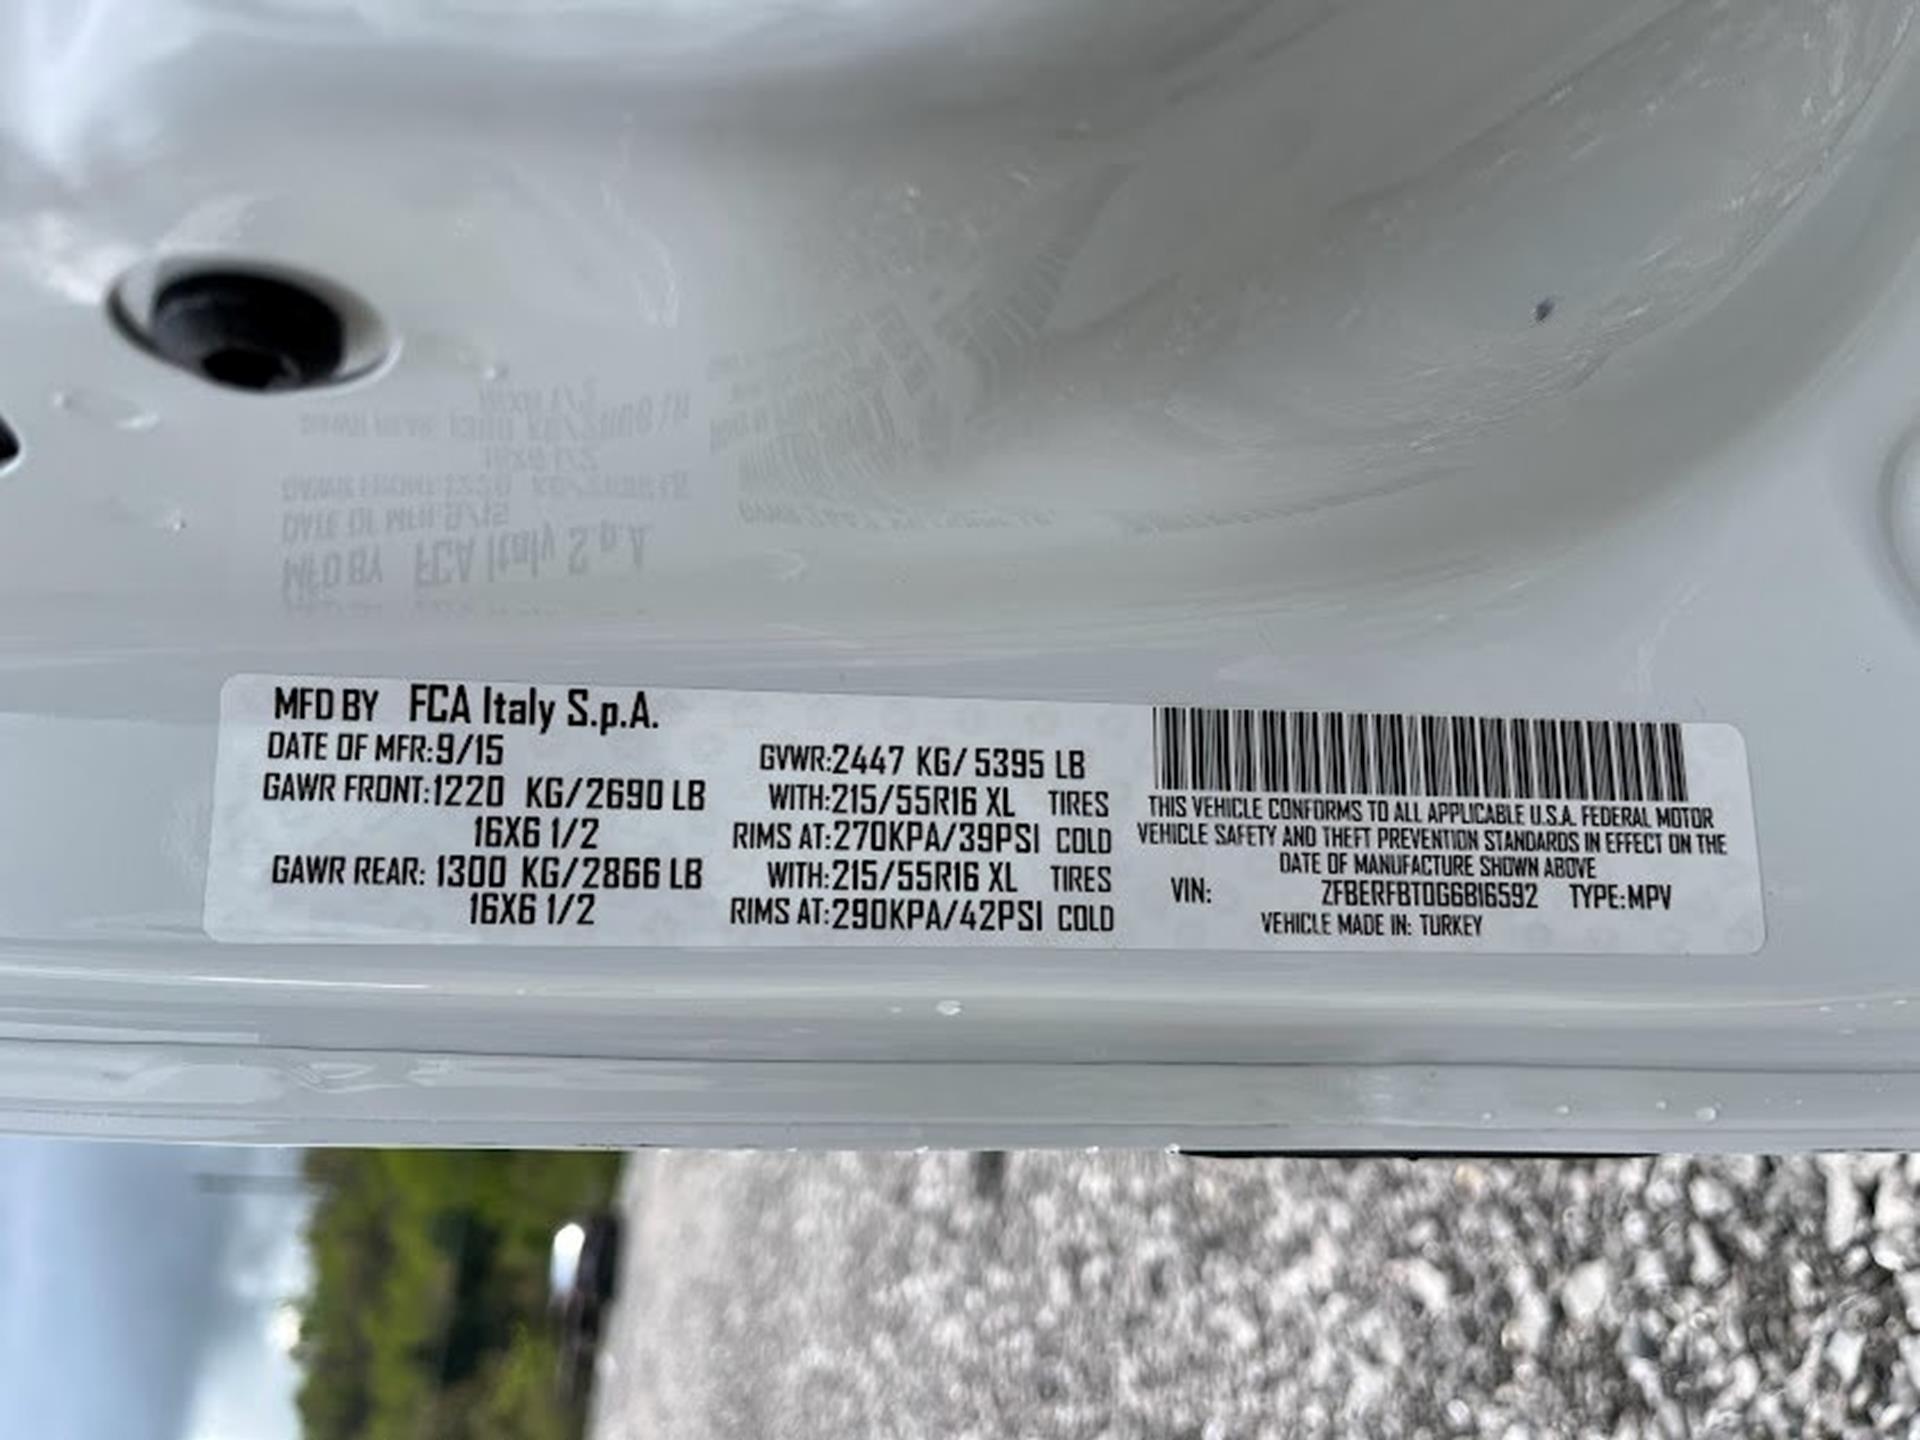 MFD BY FCA Italy S.p.A.
DATE OF MFR:9/15
GAWR FRONT:1220 KG/2690 LB
16X6 1/2
GAWR REAR: 1300 KG/2866 LB
16X6 1/2
GVWR:2447 KG/ 5395 LB
WITH:215/55R16 XL TIRES
RIMS AT:270KPA/39PSI COLD
WITH:215/55R16 XL TIRES
RIMS AT:290KPA/42PSI COLD
THIS VEHICLE CONFORMS TO ALL APPLICABLE U.S.A. FEDERAL MOTOR
VEHICLE SAFETY AND THEFT PREVENTION STANDARDS IN EFFECT ON THE
DATE OF MANUFACTURE SHOWN ABOVE
VIN: ZFBERFBT0G6B16592 TYPE:MPV
VEHICLE MADE IN: TURKEY